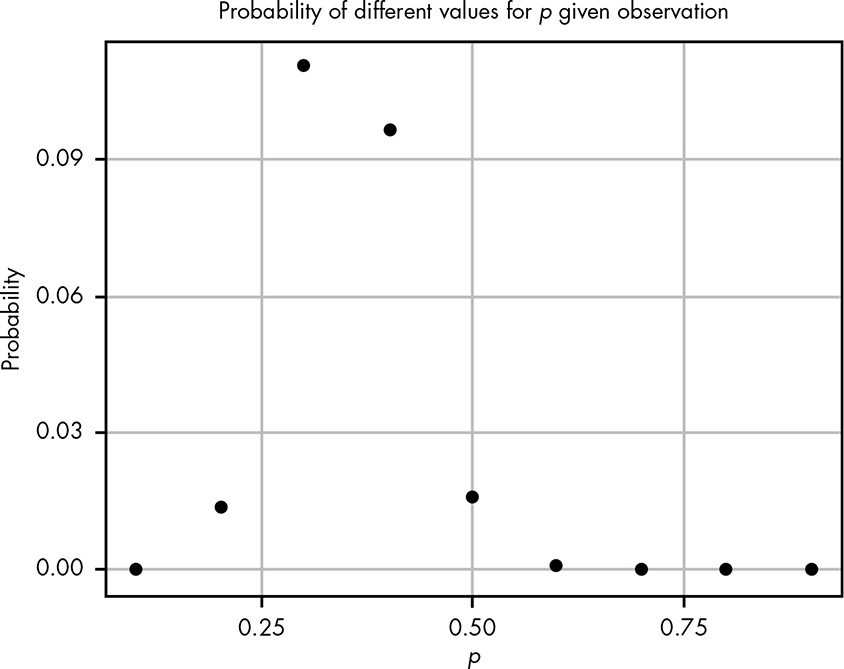 Probability of different values for p given observation
Probability
0.09
0.06
0.03
0.00
0.25
0.50
0.75
p